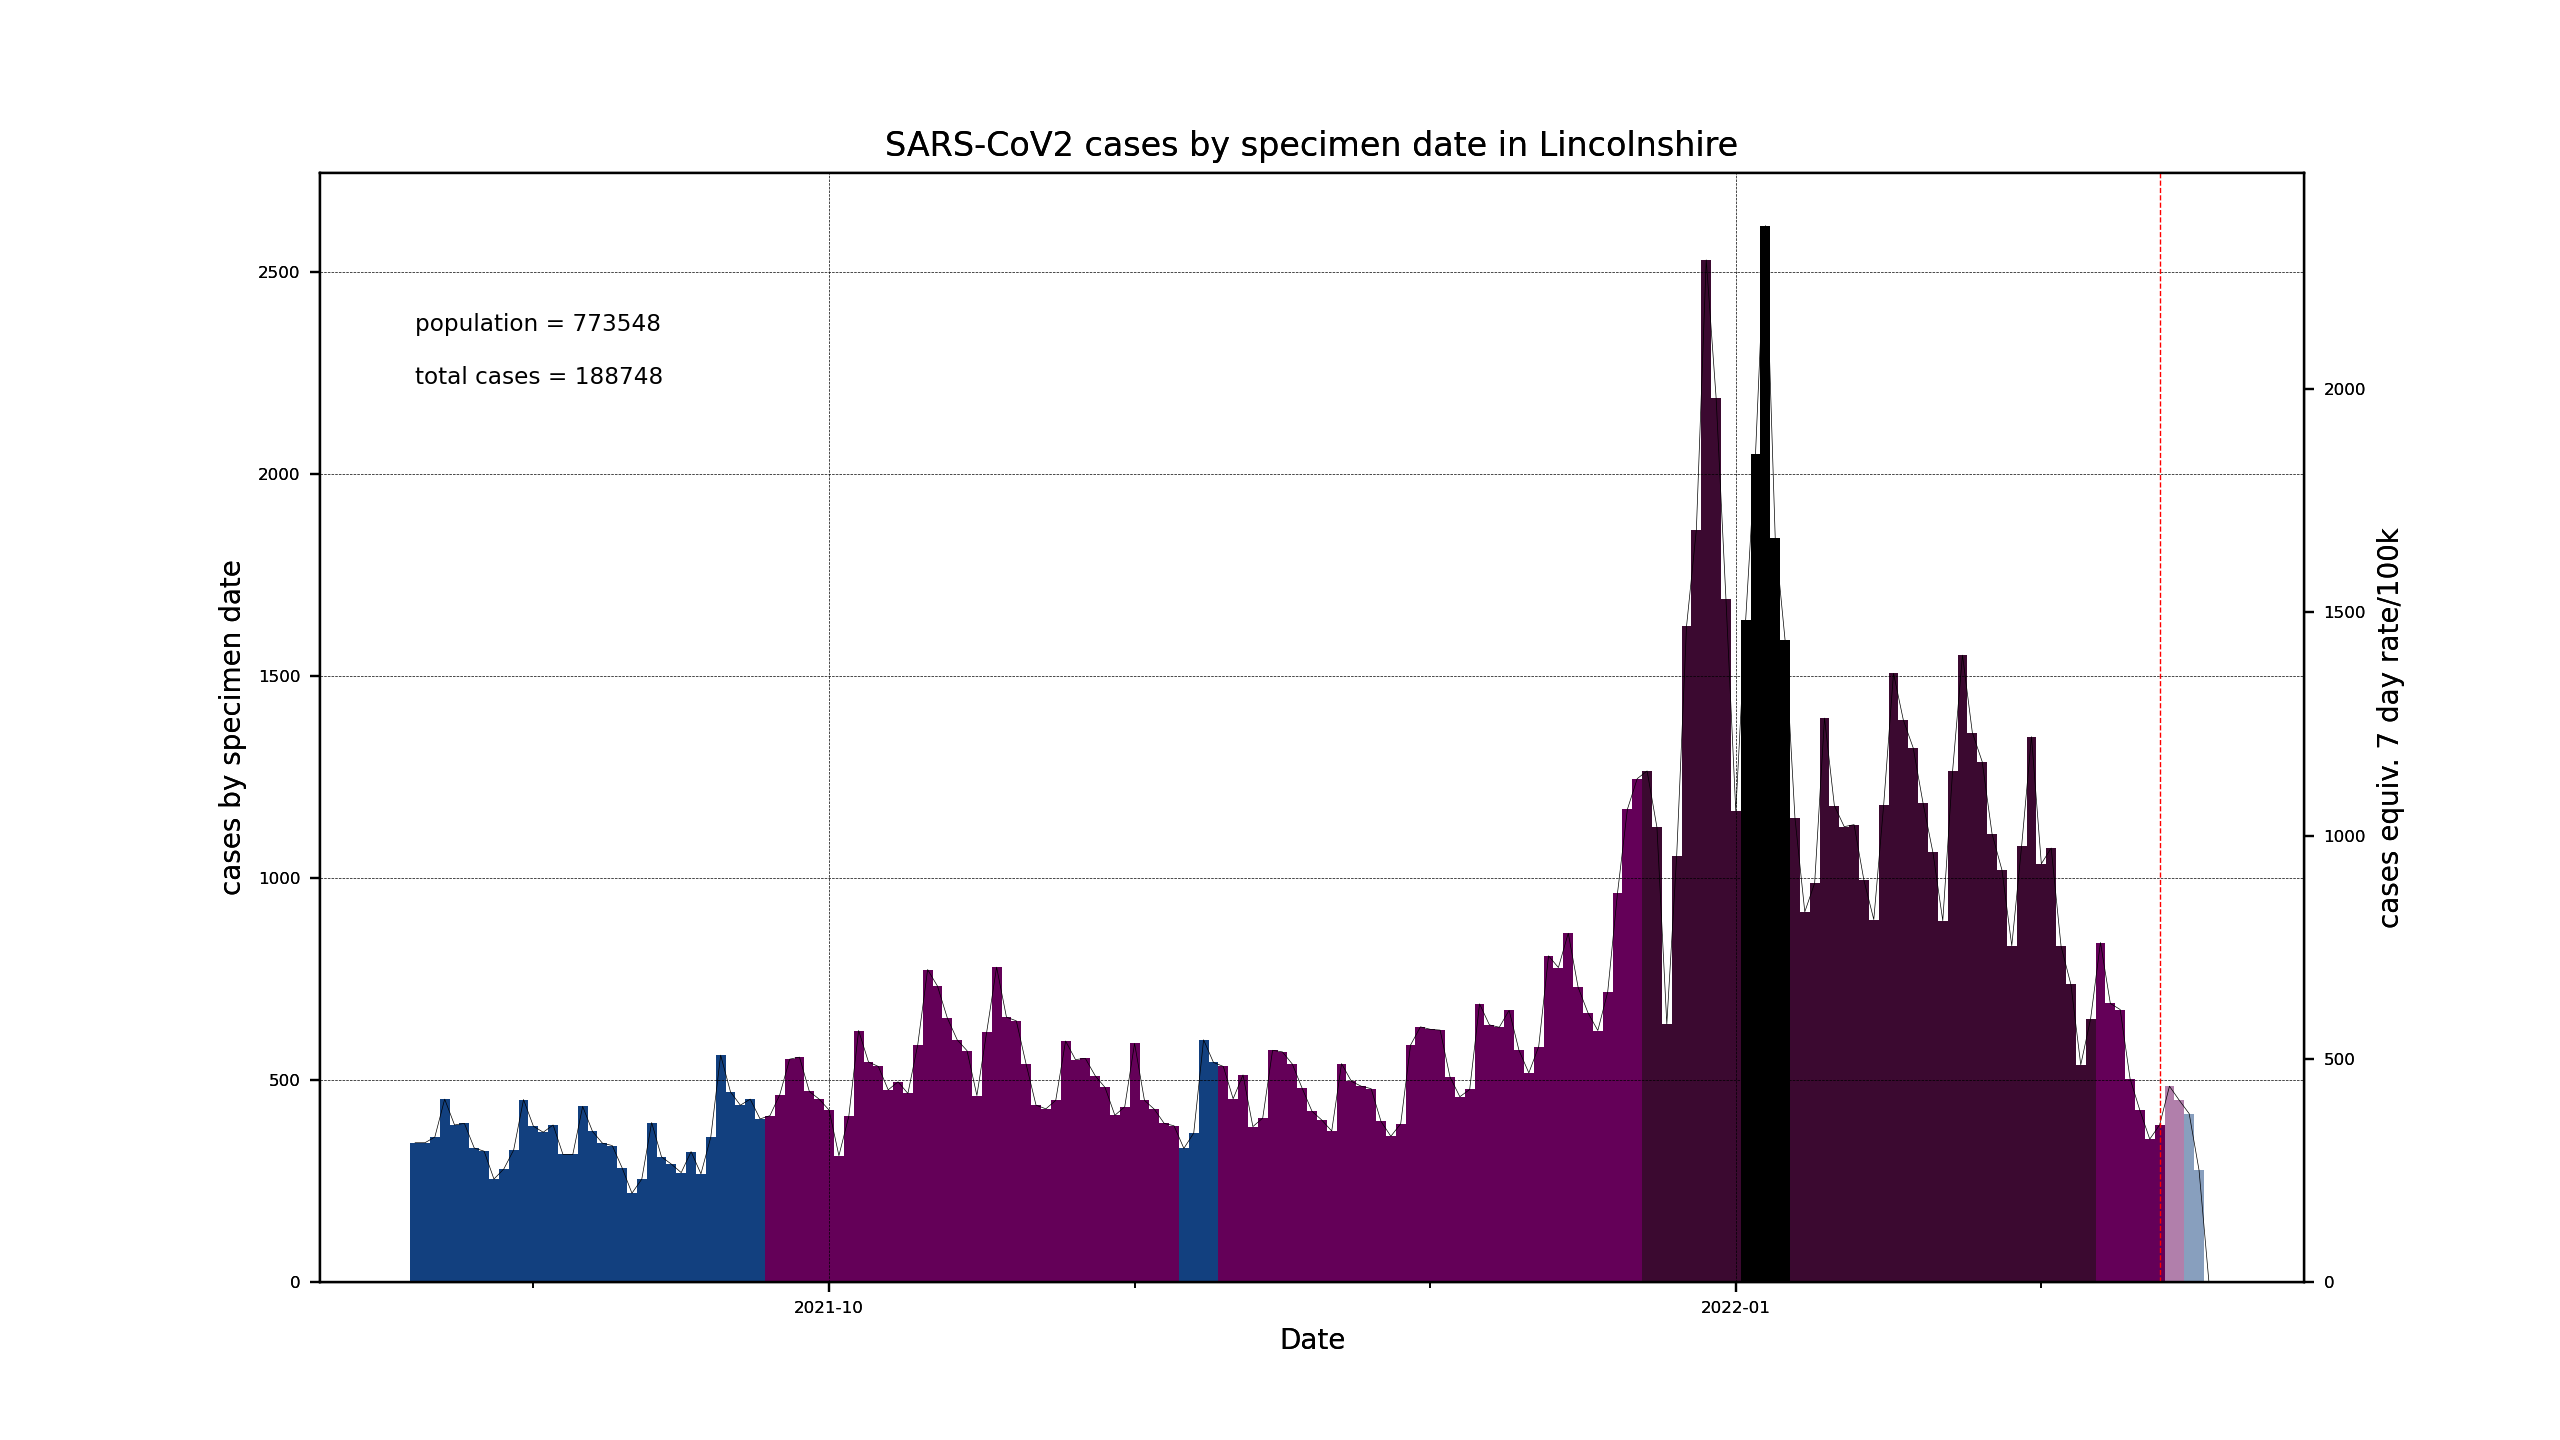 SARS-CoV2 cases by specimen date in Lincolnshire
population = 773548
total cases = 188748
cases by specimen date
2500
2000
1500
1000
500
0
2000
1500
1000
500
0
cases equiv. 7 day rate/100k
2021-10
2022-01
Date